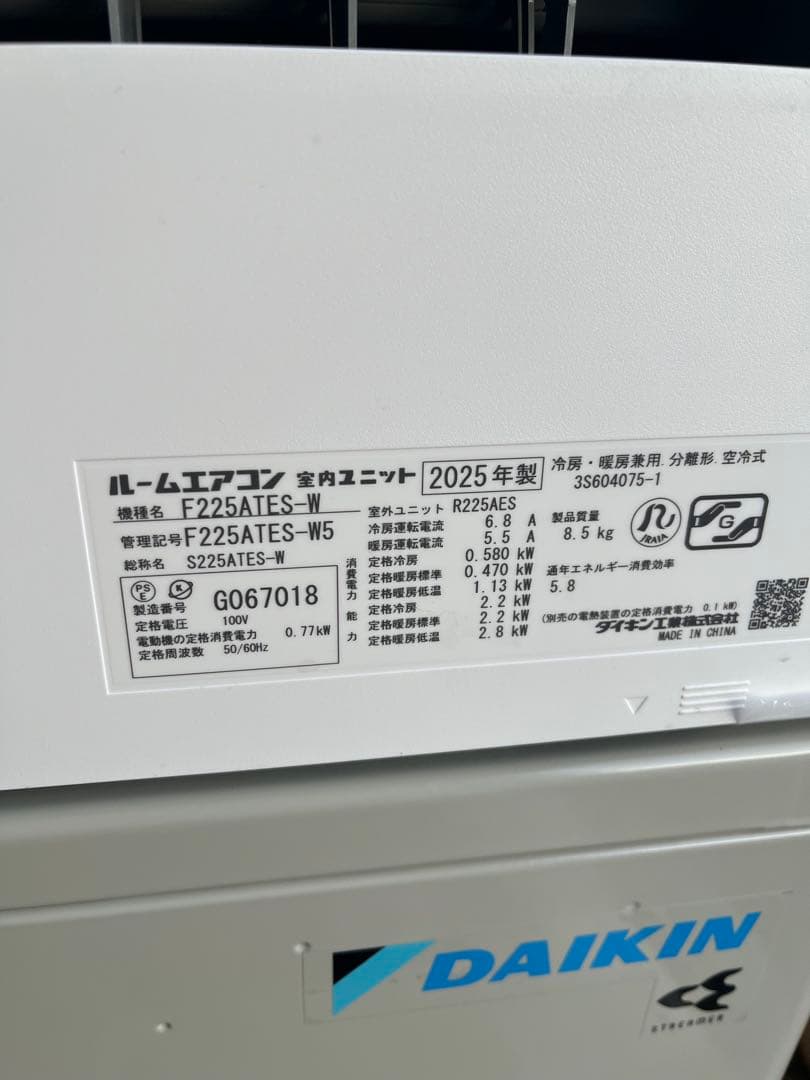 ルームエアコン 室内ユニット 2025年製 冷房・暖房兼用.分離形.空冷式
3S604075-1
機種名 F225ATES-W
管理記号 F225ATES-W5
総称名 S225ATES-W
PS
E
製造番号 G067018
定格電圧 100V
電動機の定格消費電力 0.77kW
定格周波数 50/60Hz
室外ユニット R225AES
冷房運転電流 6.8 A
暖房運転電流 5.5 A
消費電力
定格冷房 0.580 kW
定格暖房標準 0.470 kW
定格暖房低温 1.13 kW
能力
定格冷房 2.2 kW
定格暖房標準 2.2 kW
定格暖房低温 2.8 kW
製品質量 8.5 kg
JRAIA
G
通年エネルギー消費効率
5.8
(別売の電熱装置の定格消費電力 0.1 kW)
ダイキン工業株式会社
MADE IN CHINA
DAIKIN
STREAMER